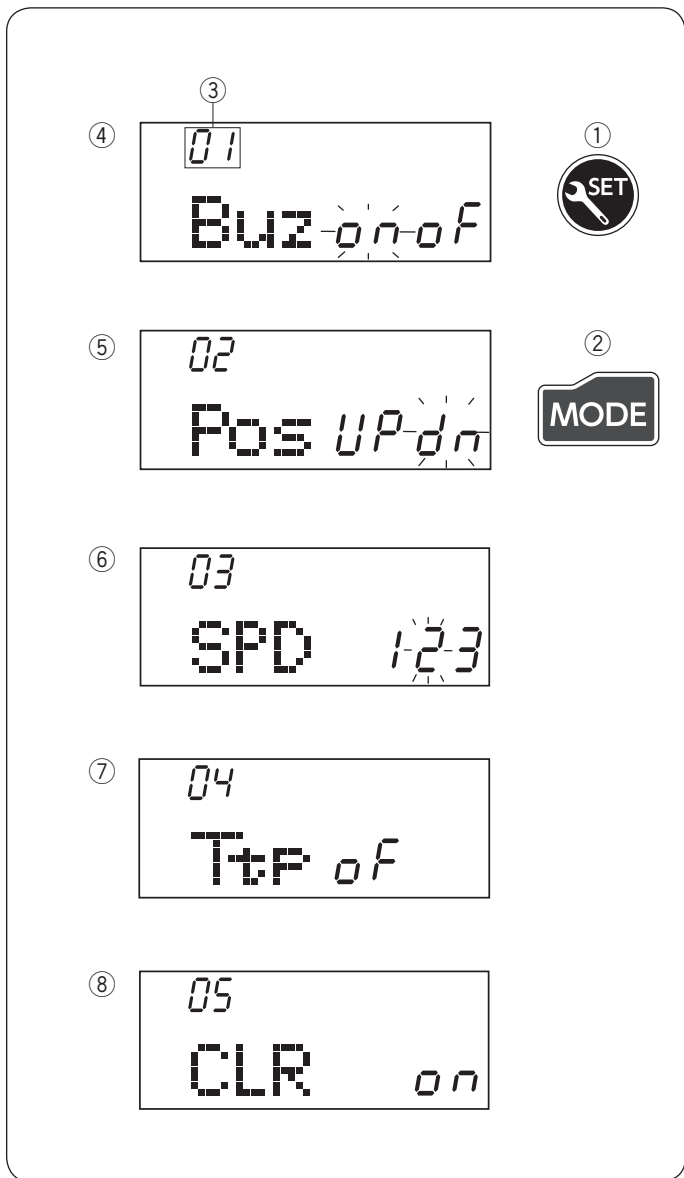 ③
④
01
①
SET
Buz on-oF
⑤
02
②
MODE
Pos UP-dn
⑥
03
SPD 1-2-3
⑦
04
Ttp oF
⑧
05
CLR on